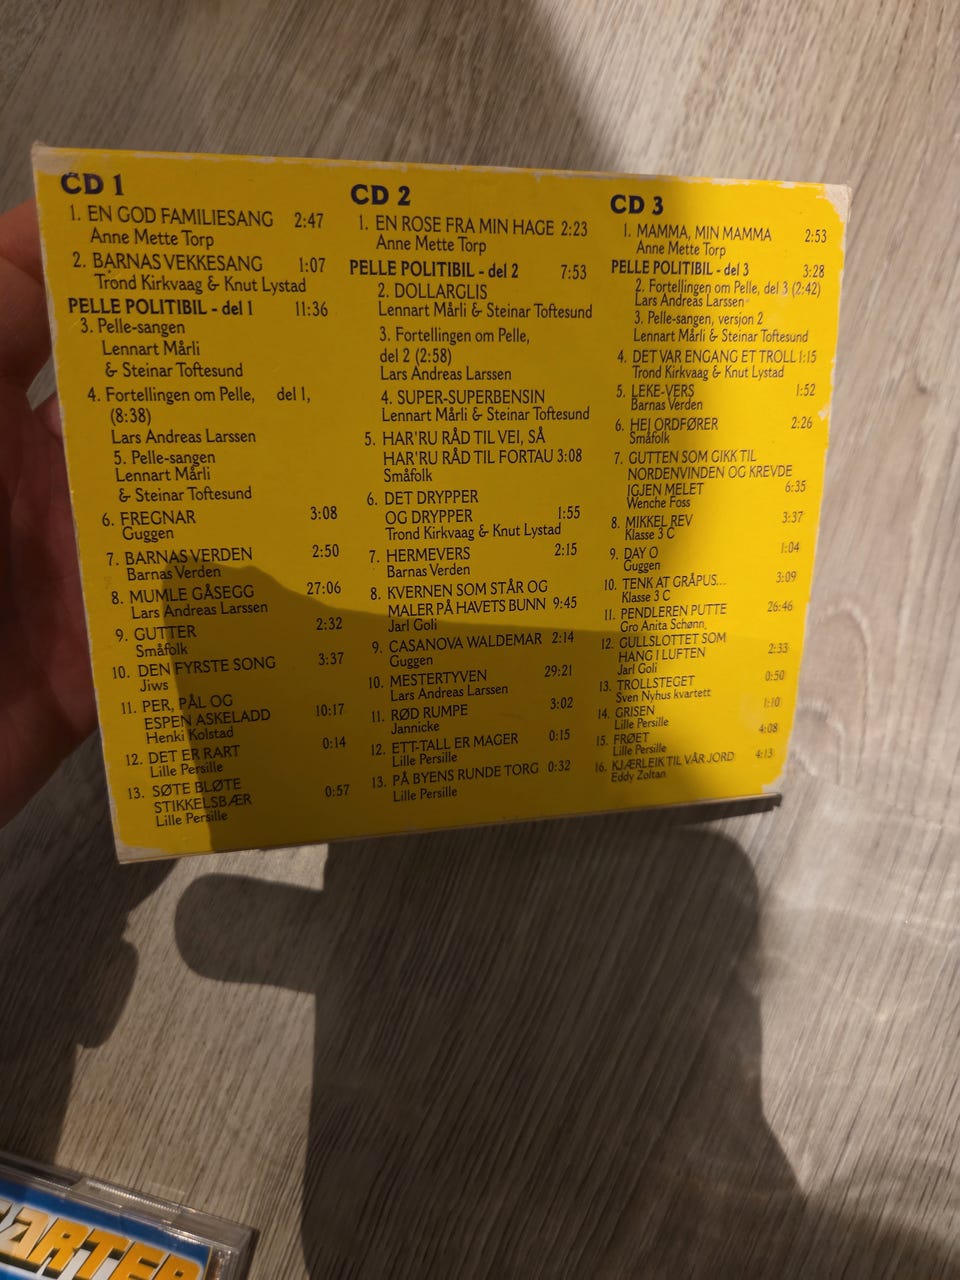 CD 1
1. EN GOD FAMILIESANG 2:47
Anne Mette Torp
2. BARNAS VEKKESANG 1:07
Trond Kirkvaag & Knut Lystad
PELLE POLITIBIL - del 1 11:36
3. Pelle-sangen
Lennart Mårli
& Steinar Toftesund
4. Fortellingen om Pelle, del 1,
(8:38)
Lars Andreas Larssen
5. Pelle-sangen
Lennart Mårli
& Steinar Toftesund
6. FREGNAR 3:08
Guggen
7. BARNAS VERDEN 2:50
Barnas Verden
8. MUMLE GÅSEGG 27:06
Lars Andreas Larssen
9. GUTTER 2:32
Småfolk
10. DEN FYRSTE SONG 3:37
Jiws
11. PER, PÅL OG
ESPEN ASKELADD 10:17
Henki Kolstad
12. DET ER RART 0:14
Lille Persille
13. SØTE BLØTE 0:57
STIKKELSBÆR
Lille Persille
CD 2
1. EN ROSE FRA MIN HAGE 2:23
Anne Mette Torp
PELLE POLITIBIL - del 2 7:53
2. DOLLARGLIS
Lennart Mårli & Steinar Toftesund
3. Fortellingen om Pelle,
del 2 (2:58)
Lars Andreas Larssen
4. SUPER-SUPERBENSIN
Lennart Mårli & Steinar Toftesund
5. HAR'RU RÅD TIL VEI, SÅ
HAR'RU RÅD TIL FORTAU 3:08
Småfolk
6. DET DRYPPER
OG DRYPPER 1:55
Trond Kirkvaag & Knut Lystad
7. HERMEVERS 2:15
Barnas Verden
8. KVERNEN SOM STÅR OG
MALER PÅ HAVETS BUNN 9:45
Jarl Goli
9. CASANOVA WALDEMAR 2:14
Guggen
10. MESTERTYVEN 29:21
Lars Andreas Larssen
11. RØD RUMPE 3:02
Jannicke
12. ETT-TALL ER MAGER 0:15
Lille Persille
13. PÅ BYENS RUNDE TORG 0:32
Lille Persille
CD 3
1. MAMMA, MIN MAMMA 2:53
Anne Mette Torp
PELLE POLITIBIL - del 3 3:28
2. Fortellingen om Pelle, del 3 (2:42)
Lars Andreas Larssen
3. Pelle-sangen, versjon 2
Lennart Mårli & Steinar Toftesund
4. DET VAR ENGANG ET TROLL 1:15
Trond Kirkvaag & Knut Lystad
5. LEKE-VERS 1:52
Barnas Verden
6. HEI ORDFØRER 2:26
Småfolk
7. GUTTEN SOM GIKK TIL
NORDENVINDEN OG KREVDE
IGJEN MELET 6:35
Wenche Foss
8. MIKKEL REV 3:37
Klasse 3 C
9. DAY O 1:04
Guggen
10. TENK AT GRÅPUS... 3:09
Klasse 3 C
11. PENDLEREN PUTTE 26:46
Gro Anita Schønn
12. GULLSLOTTET SOM
HANG I LUFTEN 2:33
Jarl Goli
13. TROLLSTEGET 0:50
Sven Nyhus kvartett
14. GRISEN 1:10
Lille Persille
15. FRØET 4:08
Lille Persille
16. KJÆRLEIK TIL VÅR JORD 4:13
Eddy Zoltan